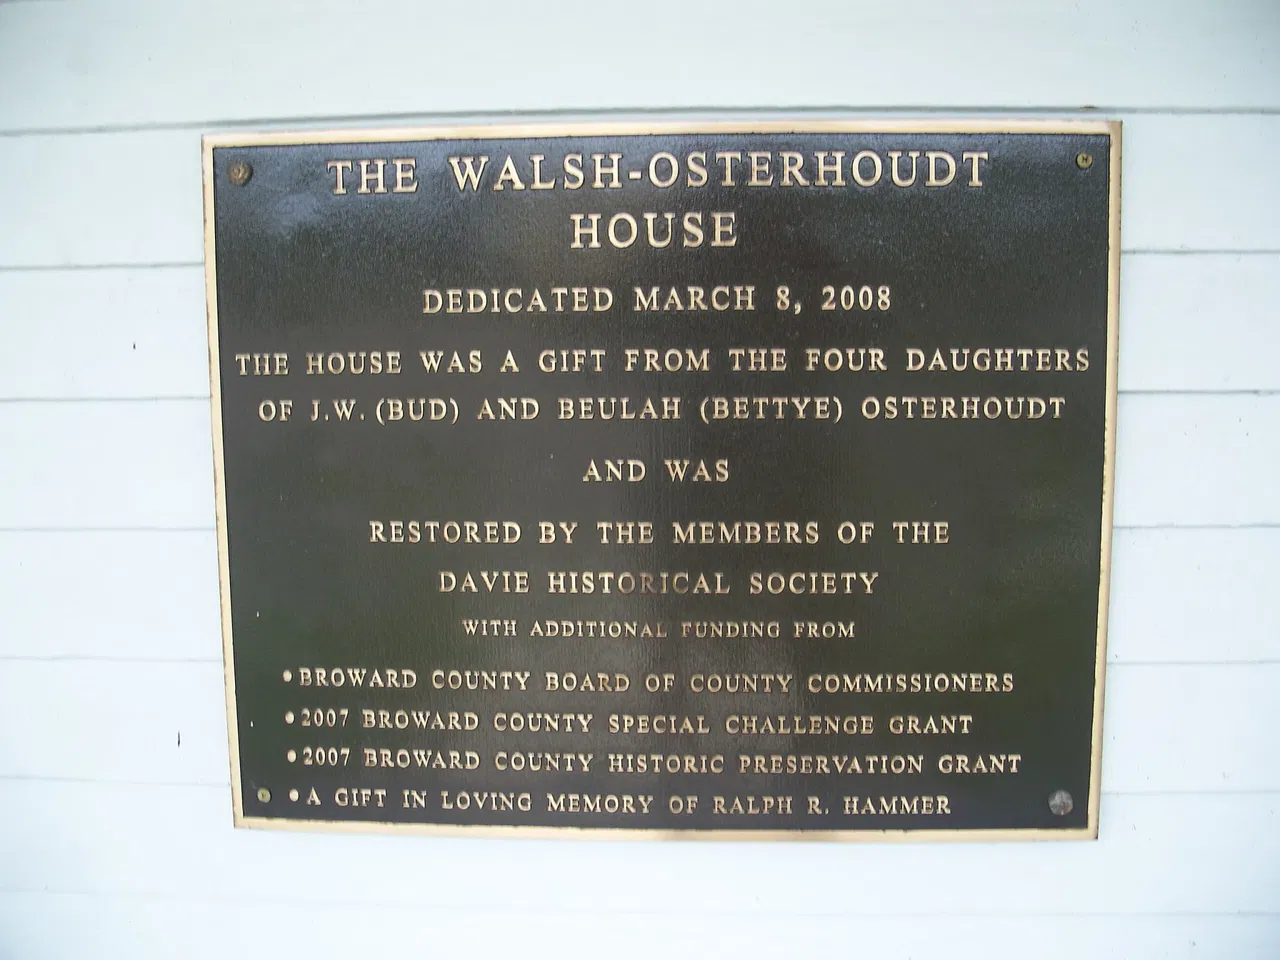 THE WALSH-OSTERHOUDT
HOUSE
DEDICATED MARCH 8, 2008
THE HOUSE WAS A GIFT FROM THE FOUR DAUGHTERS
OF J.W. (BUD) AND BEULAH (BETTYE) OSTERHOUDT
AND WAS
RESTORED BY THE MEMBERS OF THE
DAVIE HISTORICAL SOCIETY
WITH ADDITIONAL FUNDING FROM
• BROWARD COUNTY BOARD OF COUNTY COMMISSIONERS
• 2007 BROWARD COUNTY SPECIAL CHALLENGE GRANT
• 2007 BROWARD COUNTY HISTORIC PRESERVATION GRANT
• A GIFT IN LOVING MEMORY OF RALPH R. HAMMER